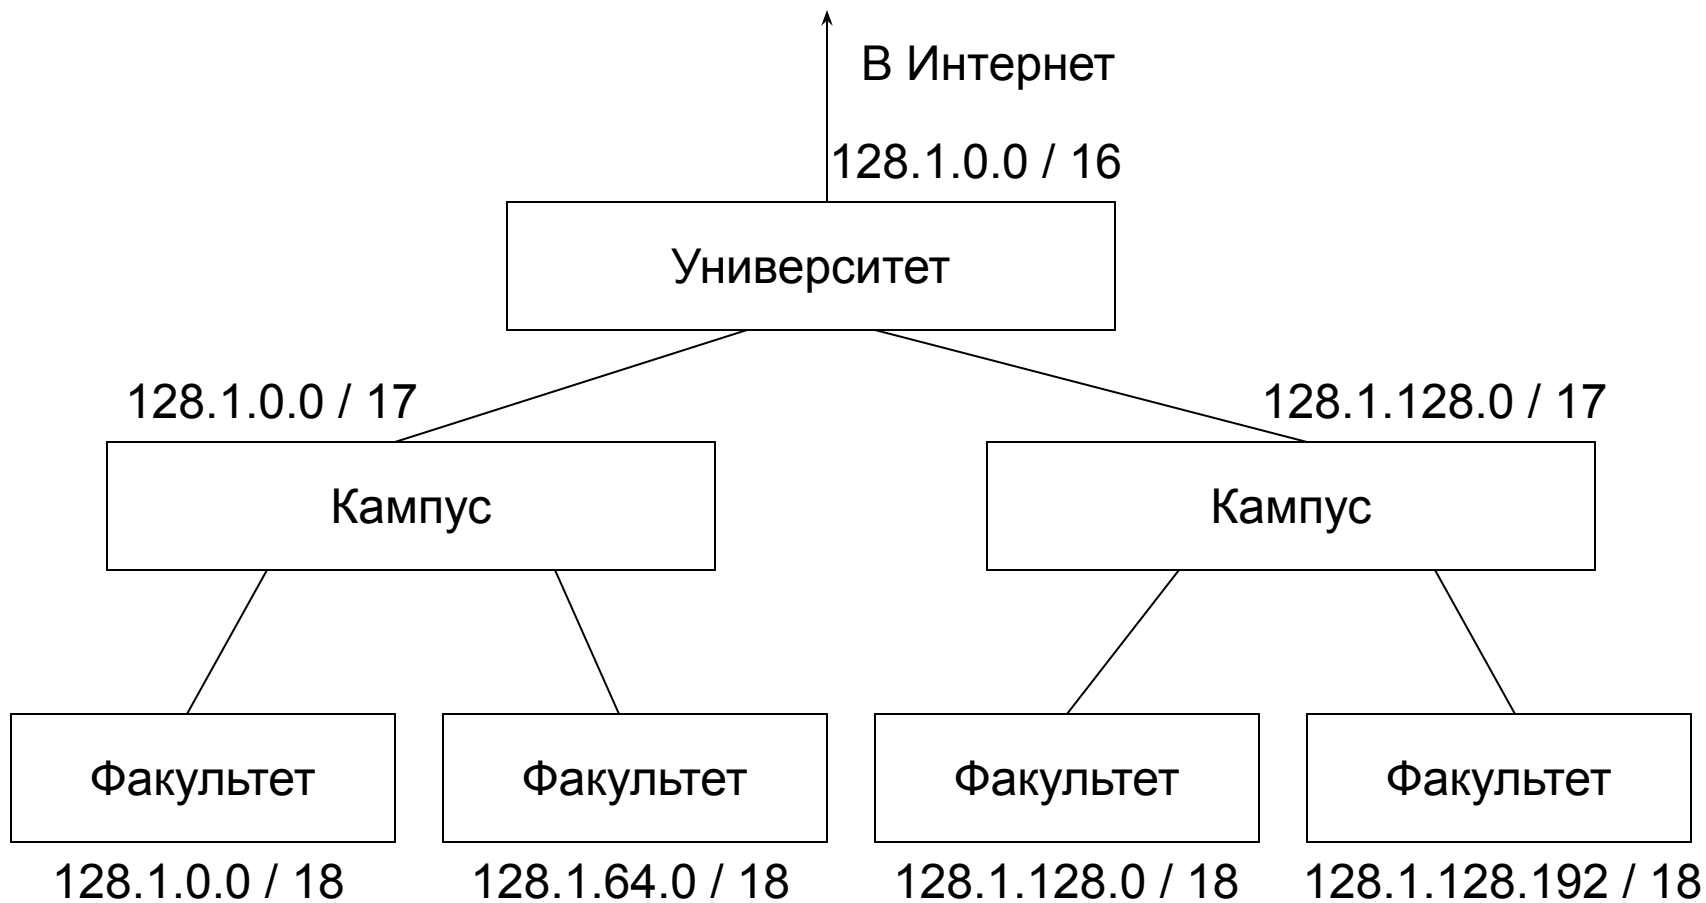 В Интернет
128.1.0.0 / 16
Университет
128.1.0.0 / 17
128.1.128.0 / 17
Кампус
Кампус
Факультет
Факультет
Факультет
Факультет
128.1.0.0 / 18
128.1.64.0 / 18
128.1.128.0 / 18
128.1.128.192 / 18